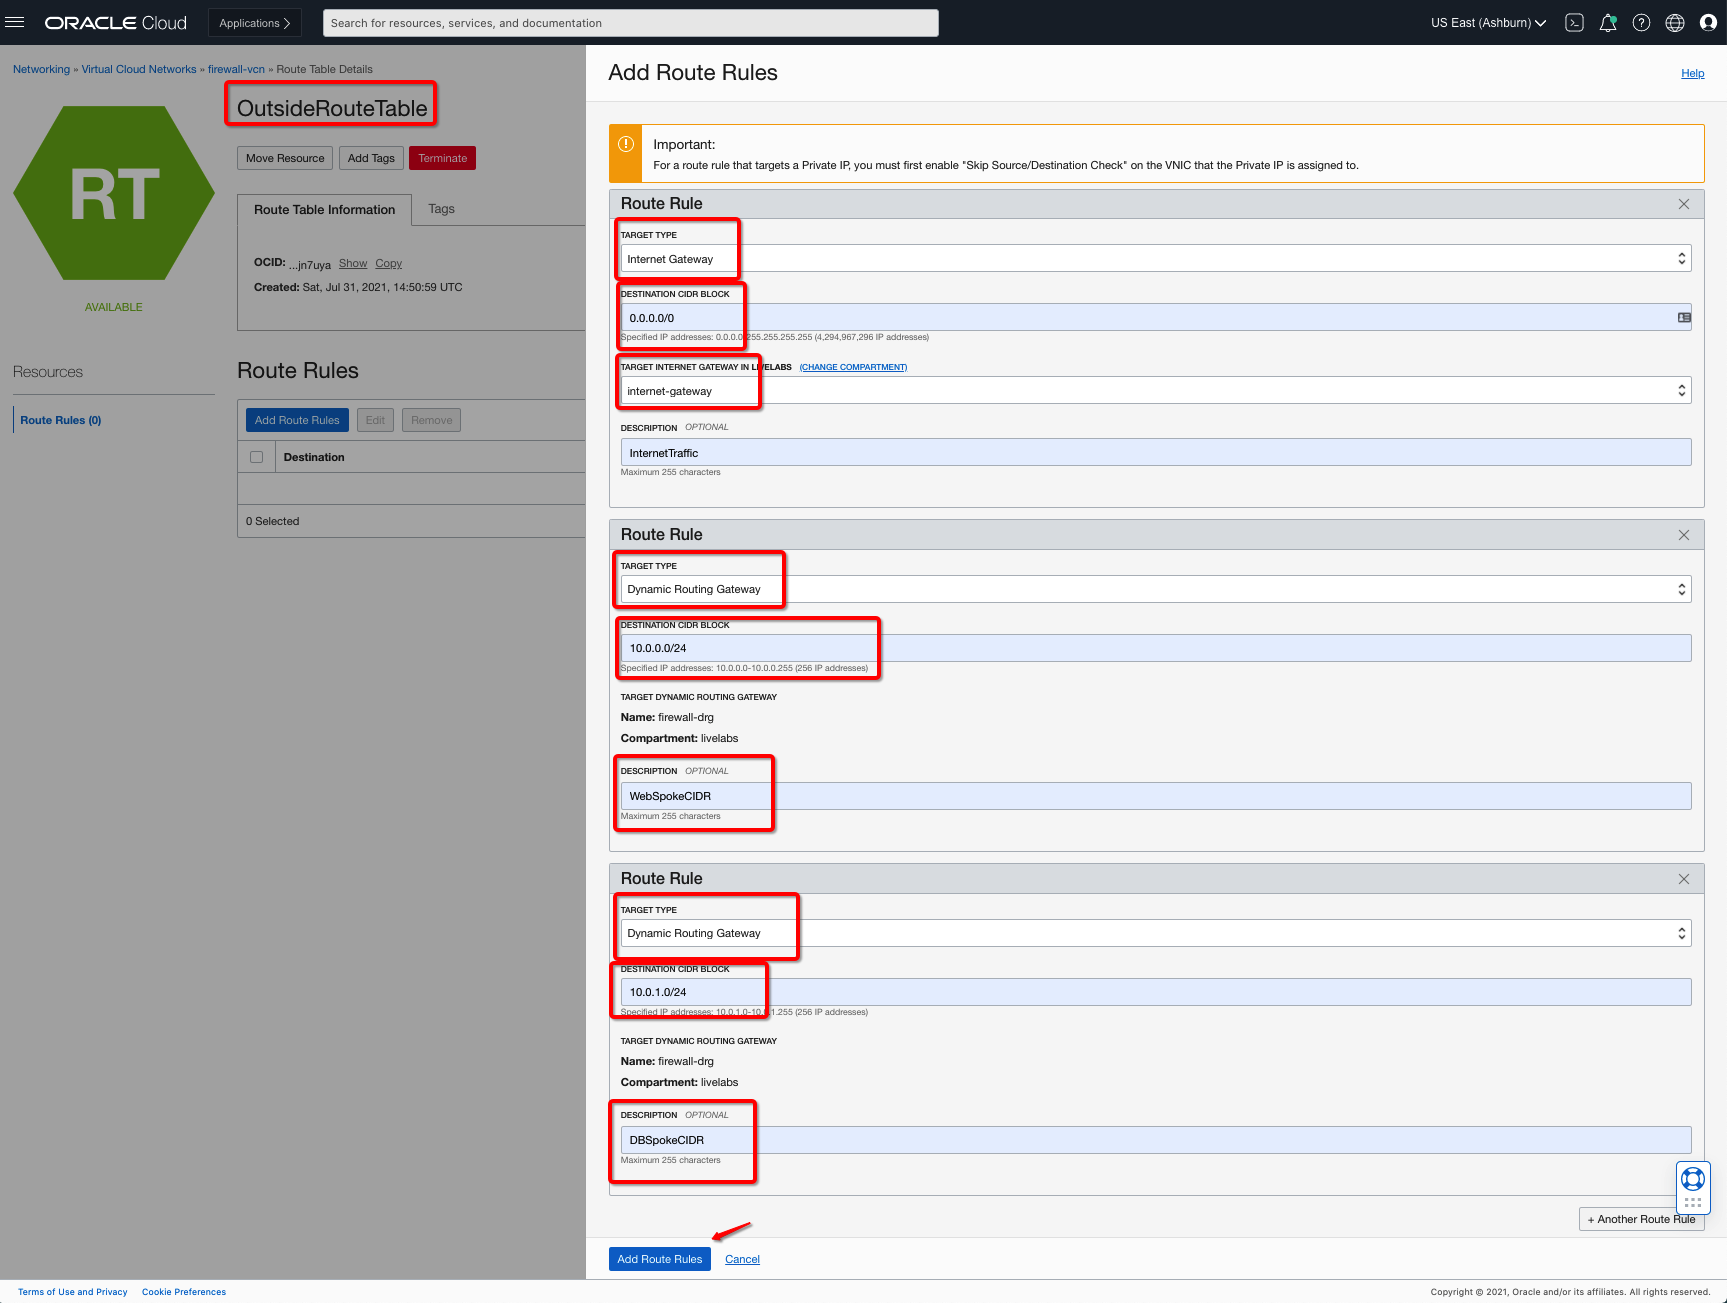 ORACLE Cloud
Applications
Search for resources, services, and documentation
US East (Ashburn)
Networking » Virtual Cloud Networks » firewall-vcn » Route Table Details
RT
AVAILABLE
OutsideRouteTable
Move Resource
Add Tags
Terminate
Route Table Information
Tags
OCID: ...jn7uya Show Copy
Created: Sat, Jul 31, 2021, 14:50:59 UTC
Resources
Route Rules (0)
Route Rules
Add Route Rules
Edit
Remove
Destination
0 Selected
Add Route Rules
Help
Important:
For a route rule that targets a Private IP, you must first enable "Skip Source/Destination Check" on the VNIC that the Private IP is assigned to.
Route Rule
TARGET TYPE
Internet Gateway
DESTINATION CIDR BLOCK
0.0.0.0/0
Specified IP addresses: 0.0.0.0-255.255.255.255 (4,294,967,296 IP addresses)
TARGET INTERNET GATEWAY IN LIVELABS (CHANGE COMPARTMENT)
internet-gateway
DESCRIPTION OPTIONAL
InternetTraffic
Maximum 255 characters
Route Rule
TARGET TYPE
Dynamic Routing Gateway
DESTINATION CIDR BLOCK
10.0.0.0/24
Specified IP addresses: 10.0.0.0-10.0.0.255 (256 IP addresses)
TARGET DYNAMIC ROUTING GATEWAY
Name: firewall-drg
Compartment: livelabs
DESCRIPTION OPTIONAL
WebSpokeCIDR
Maximum 255 characters
Route Rule
TARGET TYPE
Dynamic Routing Gateway
DESTINATION CIDR BLOCK
10.0.1.0/24
Specified IP addresses: 10.0.1.0-10.0.1.255 (256 IP addresses)
TARGET DYNAMIC ROUTING GATEWAY
Name: firewall-drg
Compartment: livelabs
DESCRIPTION OPTIONAL
DBSpokeCIDR
Maximum 255 characters
+ Another Route Rule
Add Route Rules
Cancel
Terms of Use and Privacy
Cookie Preferences
Copyright © 2021, Oracle and/or its affiliates. All rights reserved.